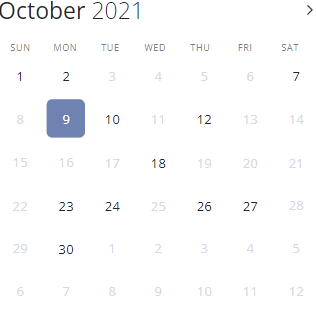 October 2021
SUN MON TUE WED THU FRI SAT
1 2 3 4 5 6 7
8 9 10 11 12 13 14
15 16 17 18 19 20 21
22 23 24 25 26 27 28
29 30 1 2 3 4 5
6 7 8 9 10 11 12